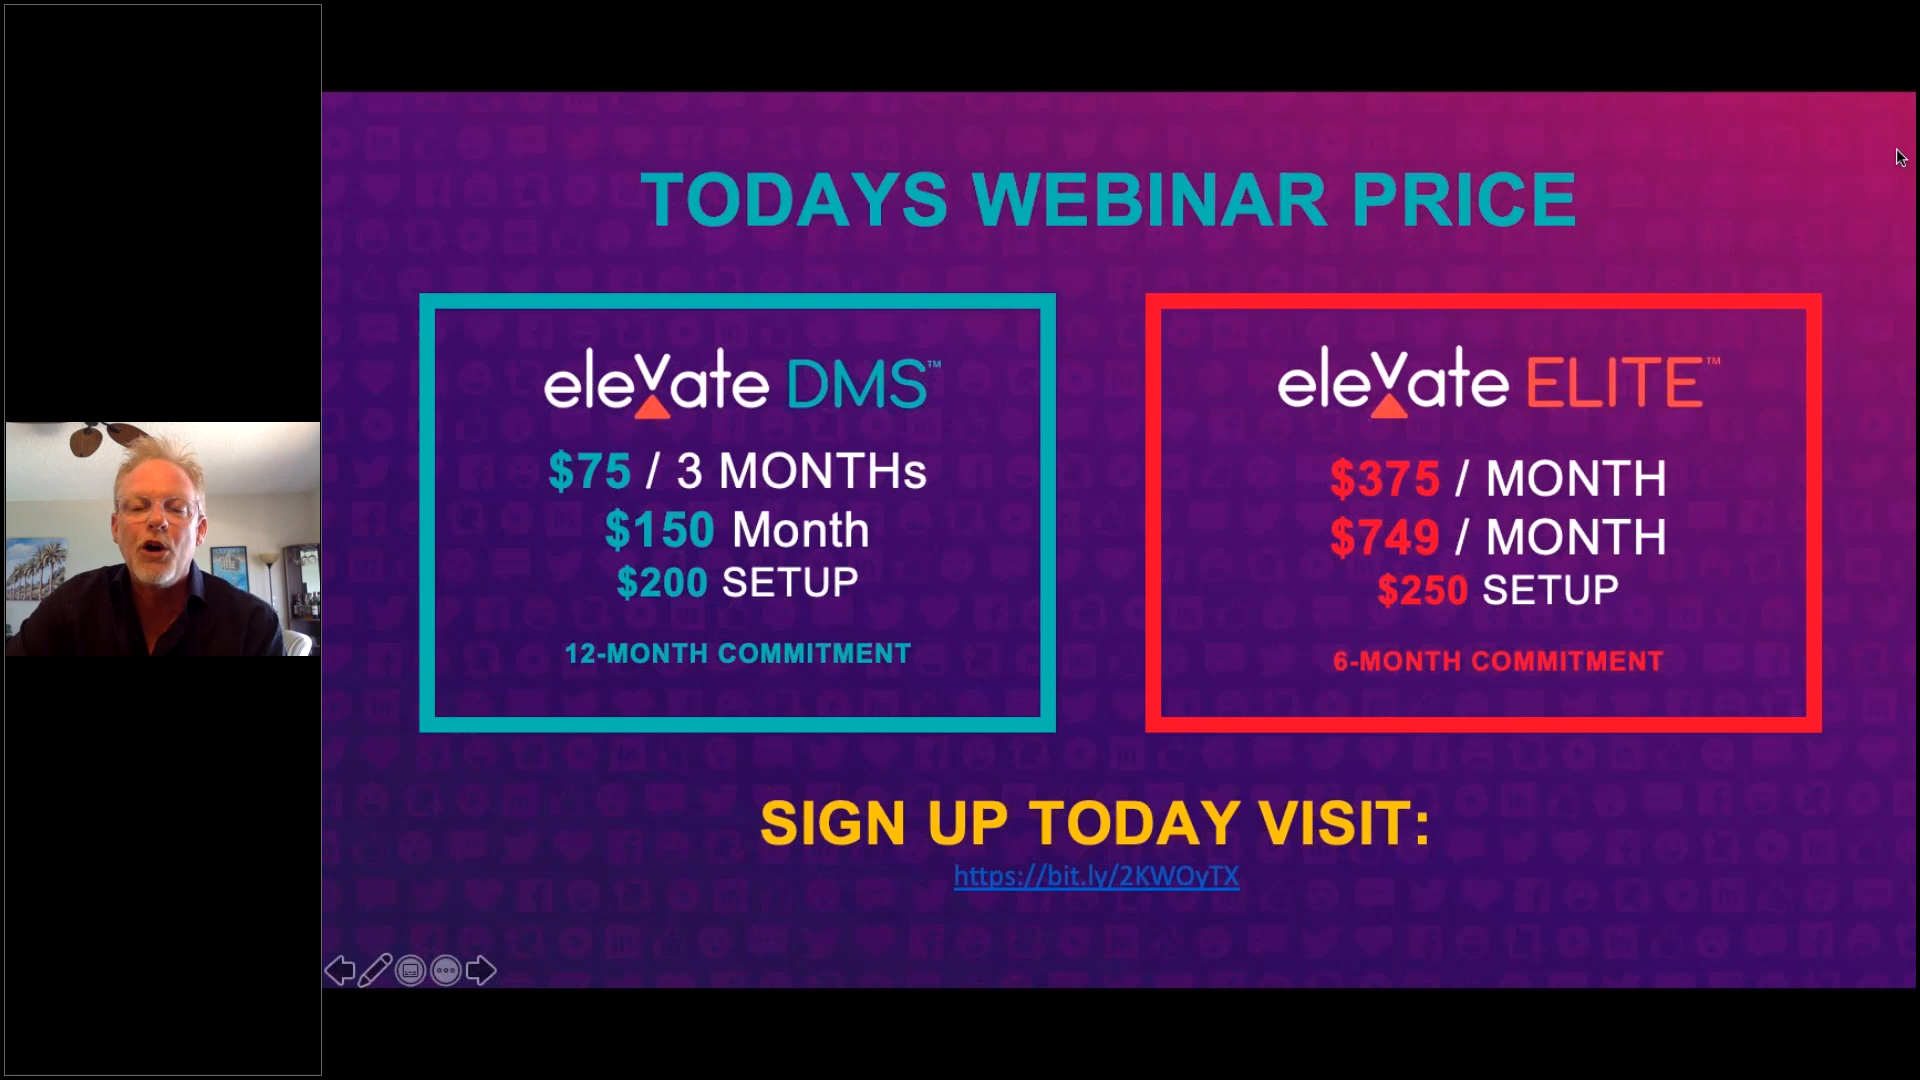 TODAYS WEBINAR PRICE
elevate DMS™
$75 / 3 MONTHs
$150 Month
$200 SETUP
12-MONTH COMMITMENT
elevate ELITE™
$375 / MONTH
$749 / MONTH
$250 SETUP
6-MONTH COMMITMENT
SIGN UP TODAY VISIT:
https://bit.ly/2KWOyTX